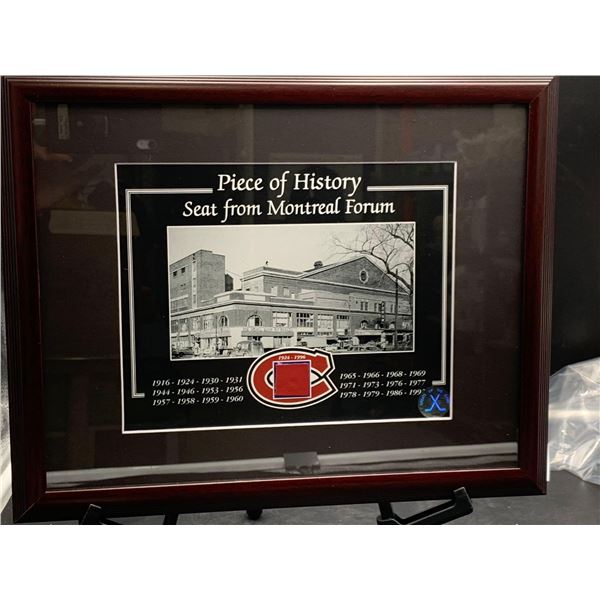 Piece of History
Seat from Montreal Forum
1924 - 1996
1916 - 1924 - 1930 - 1931
1944 - 1946 - 1953 - 1956
1957 - 1958 - 1959 - 1960
1965 - 1966 - 1968 - 1969
1971 - 1973 - 1976 - 1977
1978 - 1979 - 1986 -